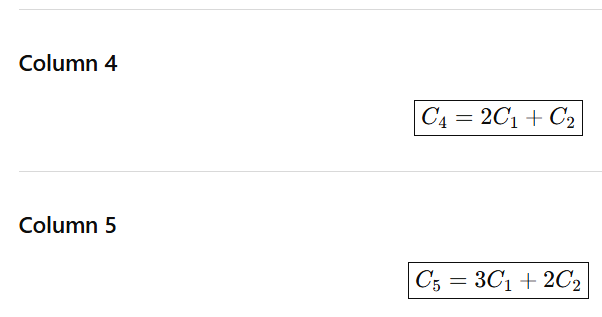 Column 4
C₄ = 2C₁ + C₂
Column 5
C₅ = 3C₁ + 2C₂